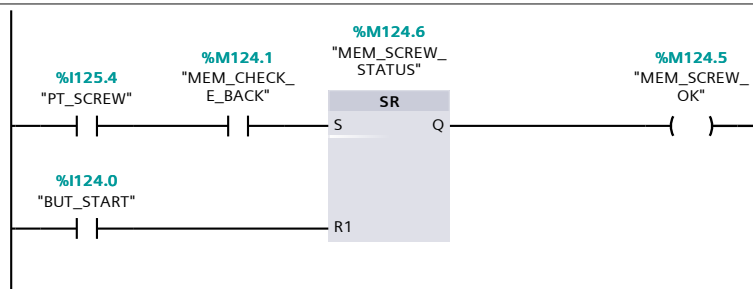 %M124.6
"MEM_SCREW_
STATUS"
%M124.1
"MEM_CHECK_
E_BACK"
%M124.5
"MEM_SCREW_
OK"
%I125.4
"PT_SCREW"
SR
S
Q
%I124.0
"BUT_START"
R1